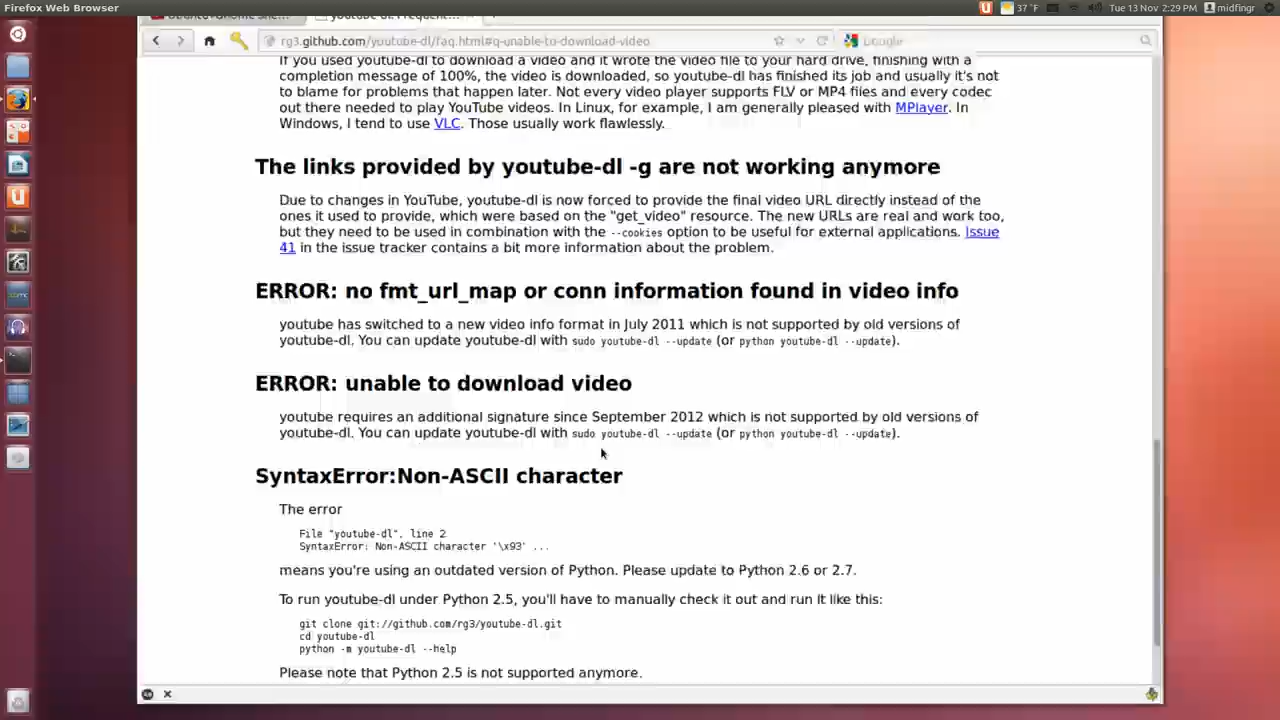 Firefox Web Browser
37 °F
Tue 13 Nov 2:29 PM
midfingr
rg3.github.com/youtube-dl/faq.html#q-unable-to-download-video
Google
If you used youtube-dl to download a video and it wrote the video file to your hard drive, finishing with a
completion message of 100%, the video is downloaded, so youtube-dl has finished its job and usually it's not
to blame for problems that happen later. Not every video player supports FLV or MP4 files and every codec
out there needed to play YouTube videos. In Linux, for example, I am generally pleased with MPlayer. In
Windows, I tend to use VLC. Those usually work flawlessly.
The links provided by youtube-dl -g are not working anymore
Due to changes in YouTube, youtube-dl is now forced to provide the final video URL directly instead of the
ones it used to provide, which were based on the "get_video" resource. The new URLs are real and work too,
but they need to be used in combination with the --cookies option to be useful for external applications. Issue
41 in the issue tracker contains a bit more information about the problem.
ERROR: no fmt_url_map or conn information found in video info
youtube has switched to a new video info format in July 2011 which is not supported by old versions of
youtube-dl. You can update youtube-dl with sudo youtube-dl --update (or python youtube-dl --update).
ERROR: unable to download video
youtube requires an additional signature since September 2012 which is not supported by old versions of
youtube-dl. You can update youtube-dl with sudo youtube-dl --update (or python youtube-dl --update).
SyntaxError:Non-ASCII character
The error
File "youtube-dl", line 2
SyntaxError: Non-ASCII character '\x93' ...
means you're using an outdated version of Python. Please update to Python 2.6 or 2.7.
To run youtube-dl under Python 2.5, you'll have to manually check it out and run it like this:
git clone git://github.com/rg3/youtube-dl.git
cd youtube-dl
python -m youtube-dl --help
Please note that Python 2.5 is not supported anymore.